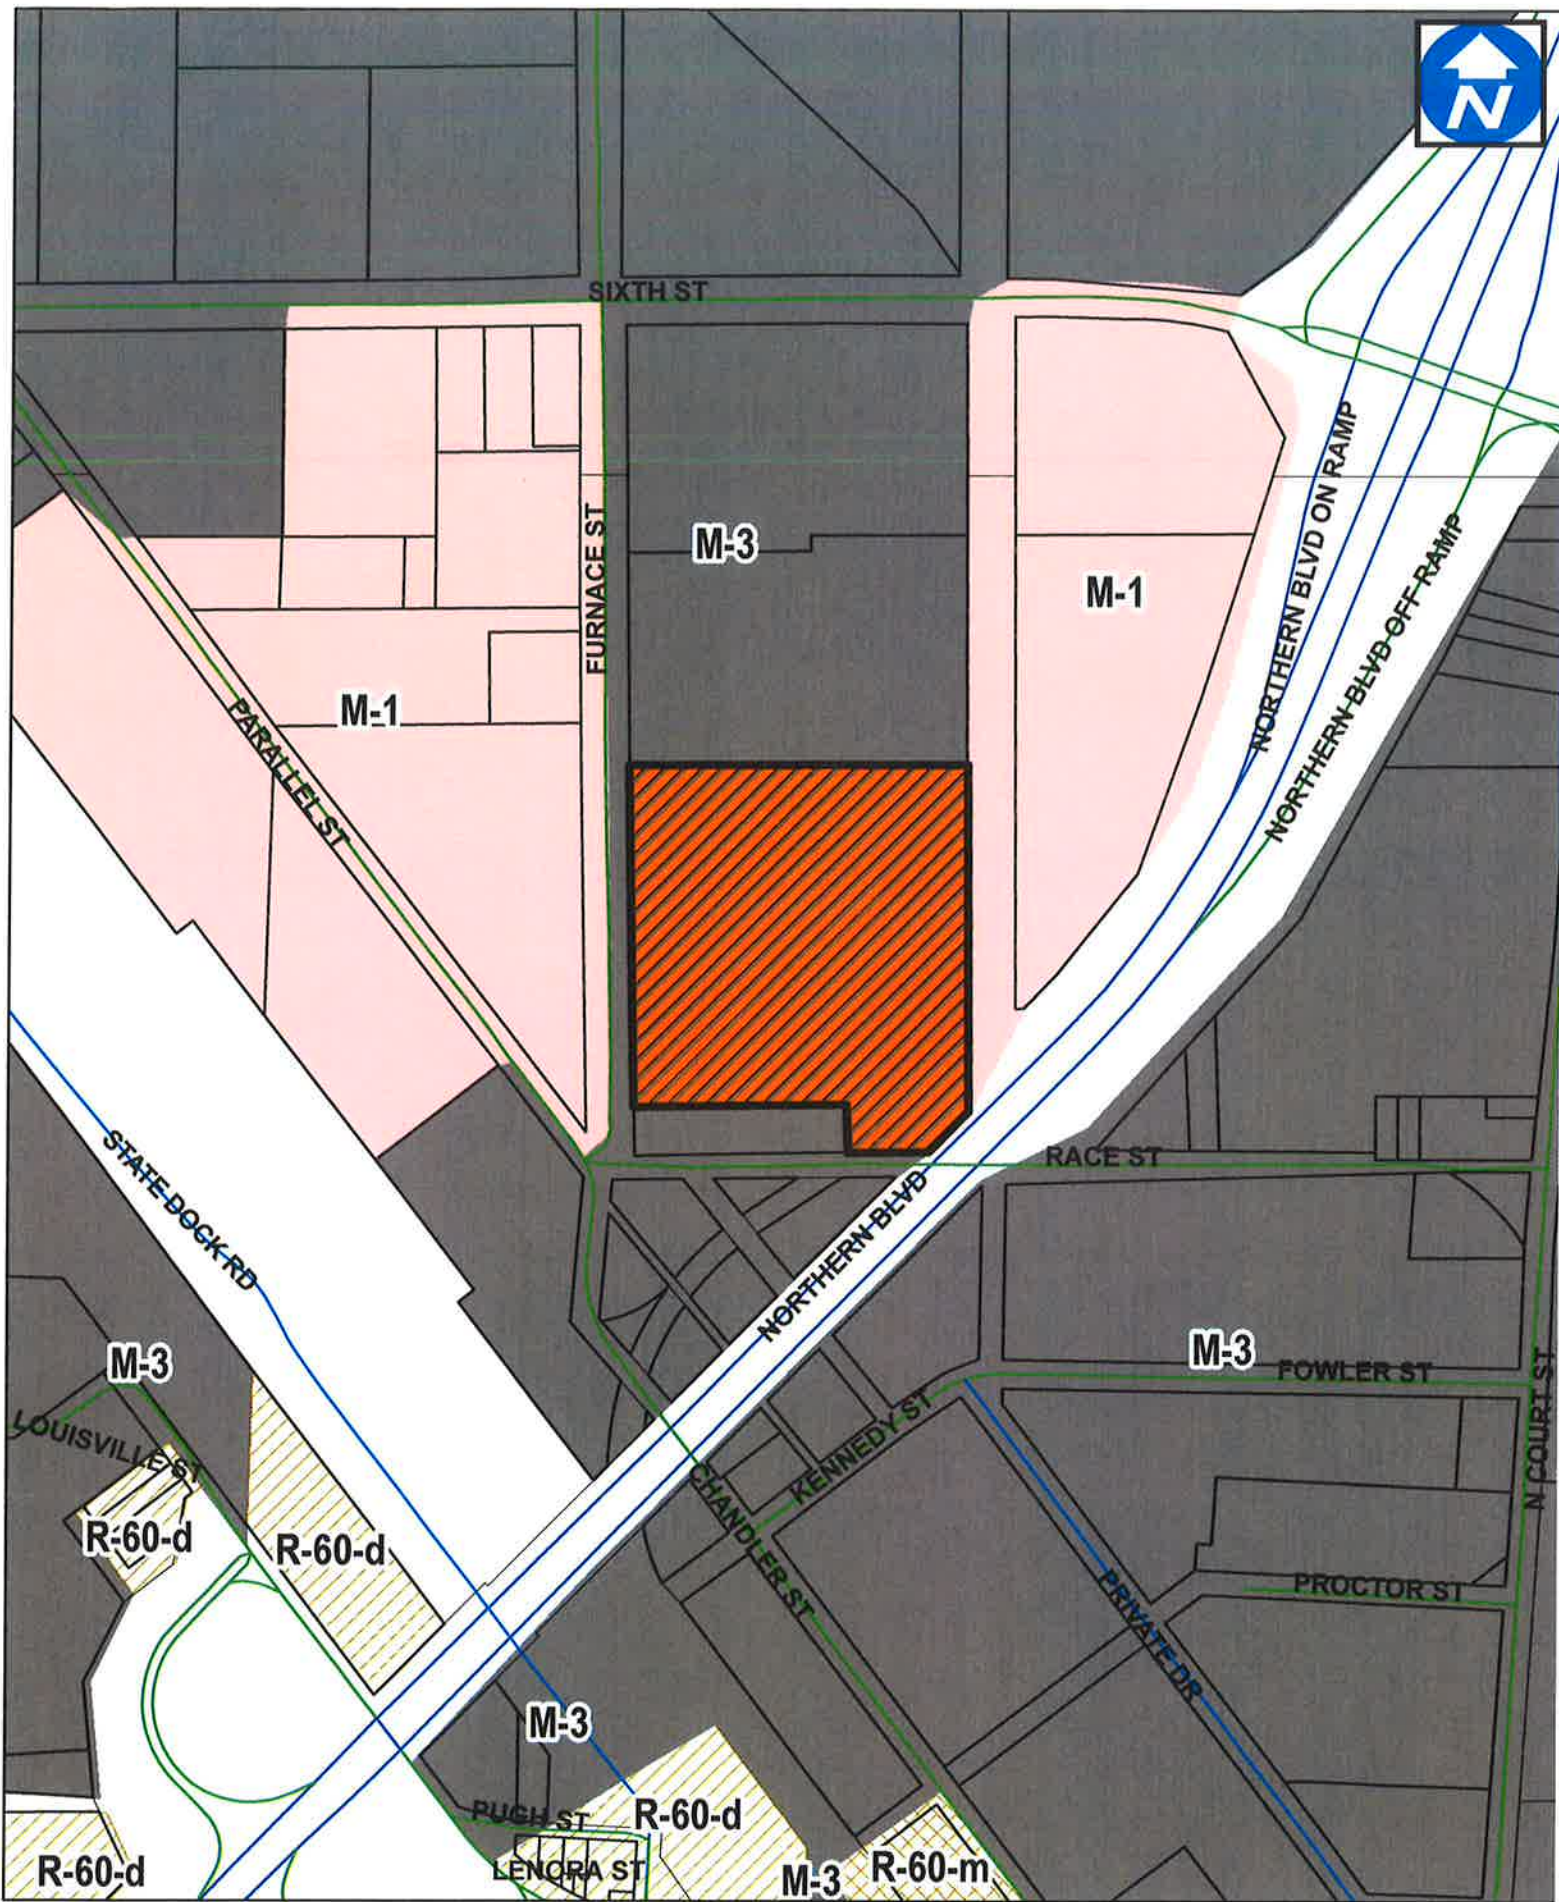 N
SIXTH ST
NORTHERN BLVD ON RAMP
M-3
FURNACE ST
M-1
NORTHERN BLVD OFF RAMP
M-1
PARALLEL ST
RACE ST
STATE DOCK RD
NORTHERN BLVD
M-3
M-3
FOWLER ST
LOUISVILLE ST
KENNEDY ST
N COURT ST
R-60-d
R-60-d
CHANDLER ST
PROCTOR ST
PRIVATE DR
M-3
PUGH ST
R-60-d
R-60-d
LENORA ST
M-3
R-60-m